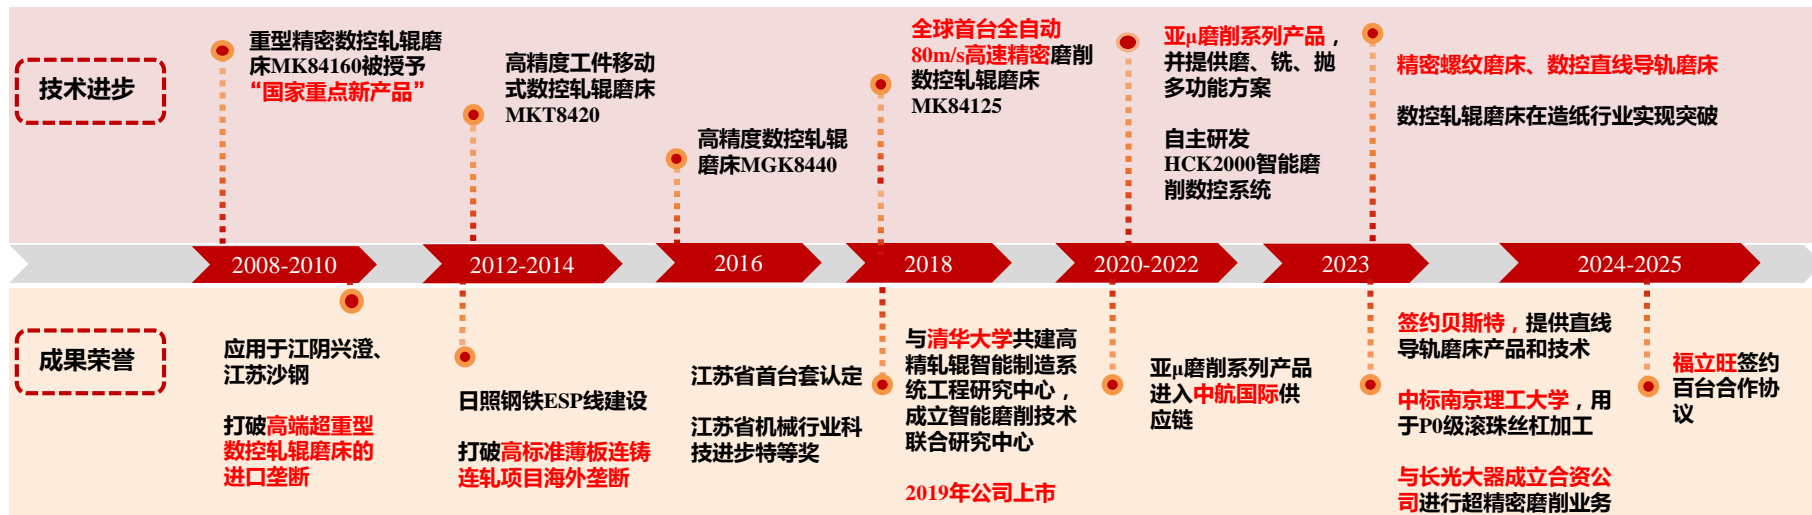 技术进步
重型精密数控轧辊磨
床MK84160被授予
“国家重点新产品”
高精度工件移动
式数控轧辊磨床
MKT8420
高精度数控轧辊
磨床MGK8440
全球首台全自动
80m/s高速精密磨削
数控轧辊磨床
MK84125
亚μ磨削系列产品，
并提供磨、铣、抛
多功能方案
自主研发
HCK2000智能磨
削数控系统
精密螺纹磨床、数控直线导轨磨床
数控轧辊磨床在造纸行业实现突破
2008-2010
2012-2014
2016
2018
2020-2022
2023
2024-2025
成果荣誉
应用于江阴兴澄、
江苏沙钢
打破高端超重型
数控轧辊磨床的
进口垄断
日照钢铁ESP线建设
打破高标准薄板连铸
连轧项目海外垄断
江苏省首台套认定
江苏省机械行业科
技进步特等奖
与清华大学共建高
精轧辊智能制造系
统工程研究中心，
成立智能磨削技术
联合研究中心
2019年公司上市
亚μ磨削系列产品
进入中航国际供
应链
签约贝斯特，提供直线
导轨磨床产品和技术
中标南京理工大学，用
于P0级滚珠丝杠加工
与长光大器成立合资公
司进行超精密磨削业务
福立旺签约
百台合作协
议